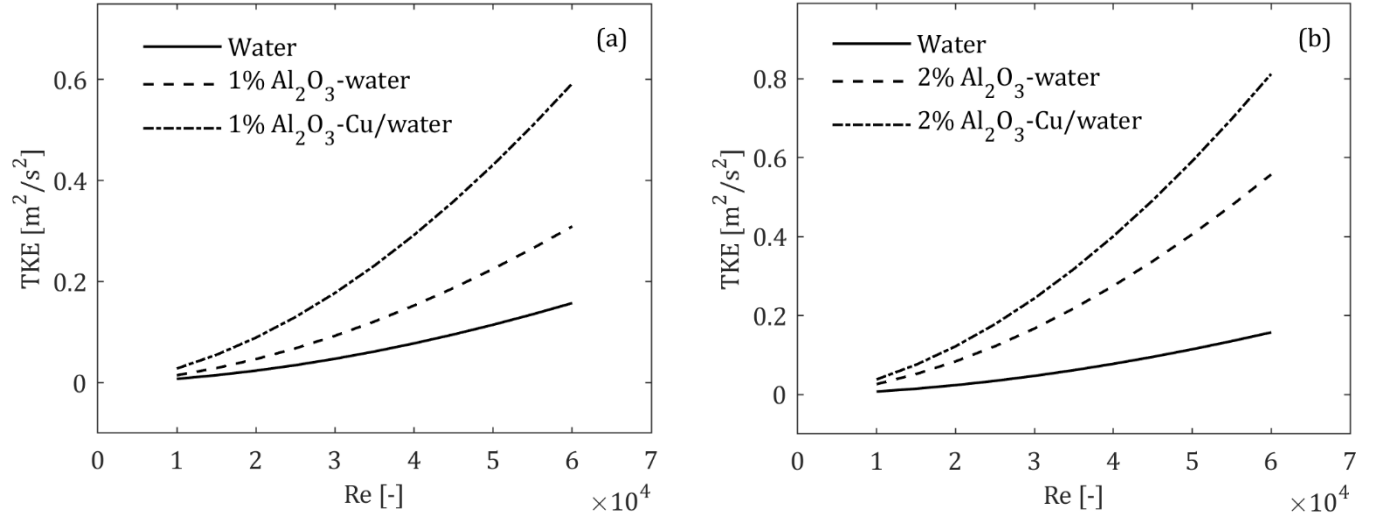 (a)
Water
1% Al₂O₃-water
1% Al₂O₃-Cu/water
TKE [m²/s²]
0.6
0.4
0.2
0
0 1 2 3 4 5 6 7
Re [-]
×10⁴
(b)
Water
2% Al₂O₃-water
2% Al₂O₃-Cu/water
TKE [m²/s²]
0.8
0.6
0.4
0.2
0
0 1 2 3 4 5 6 7
Re [-]
×10⁴